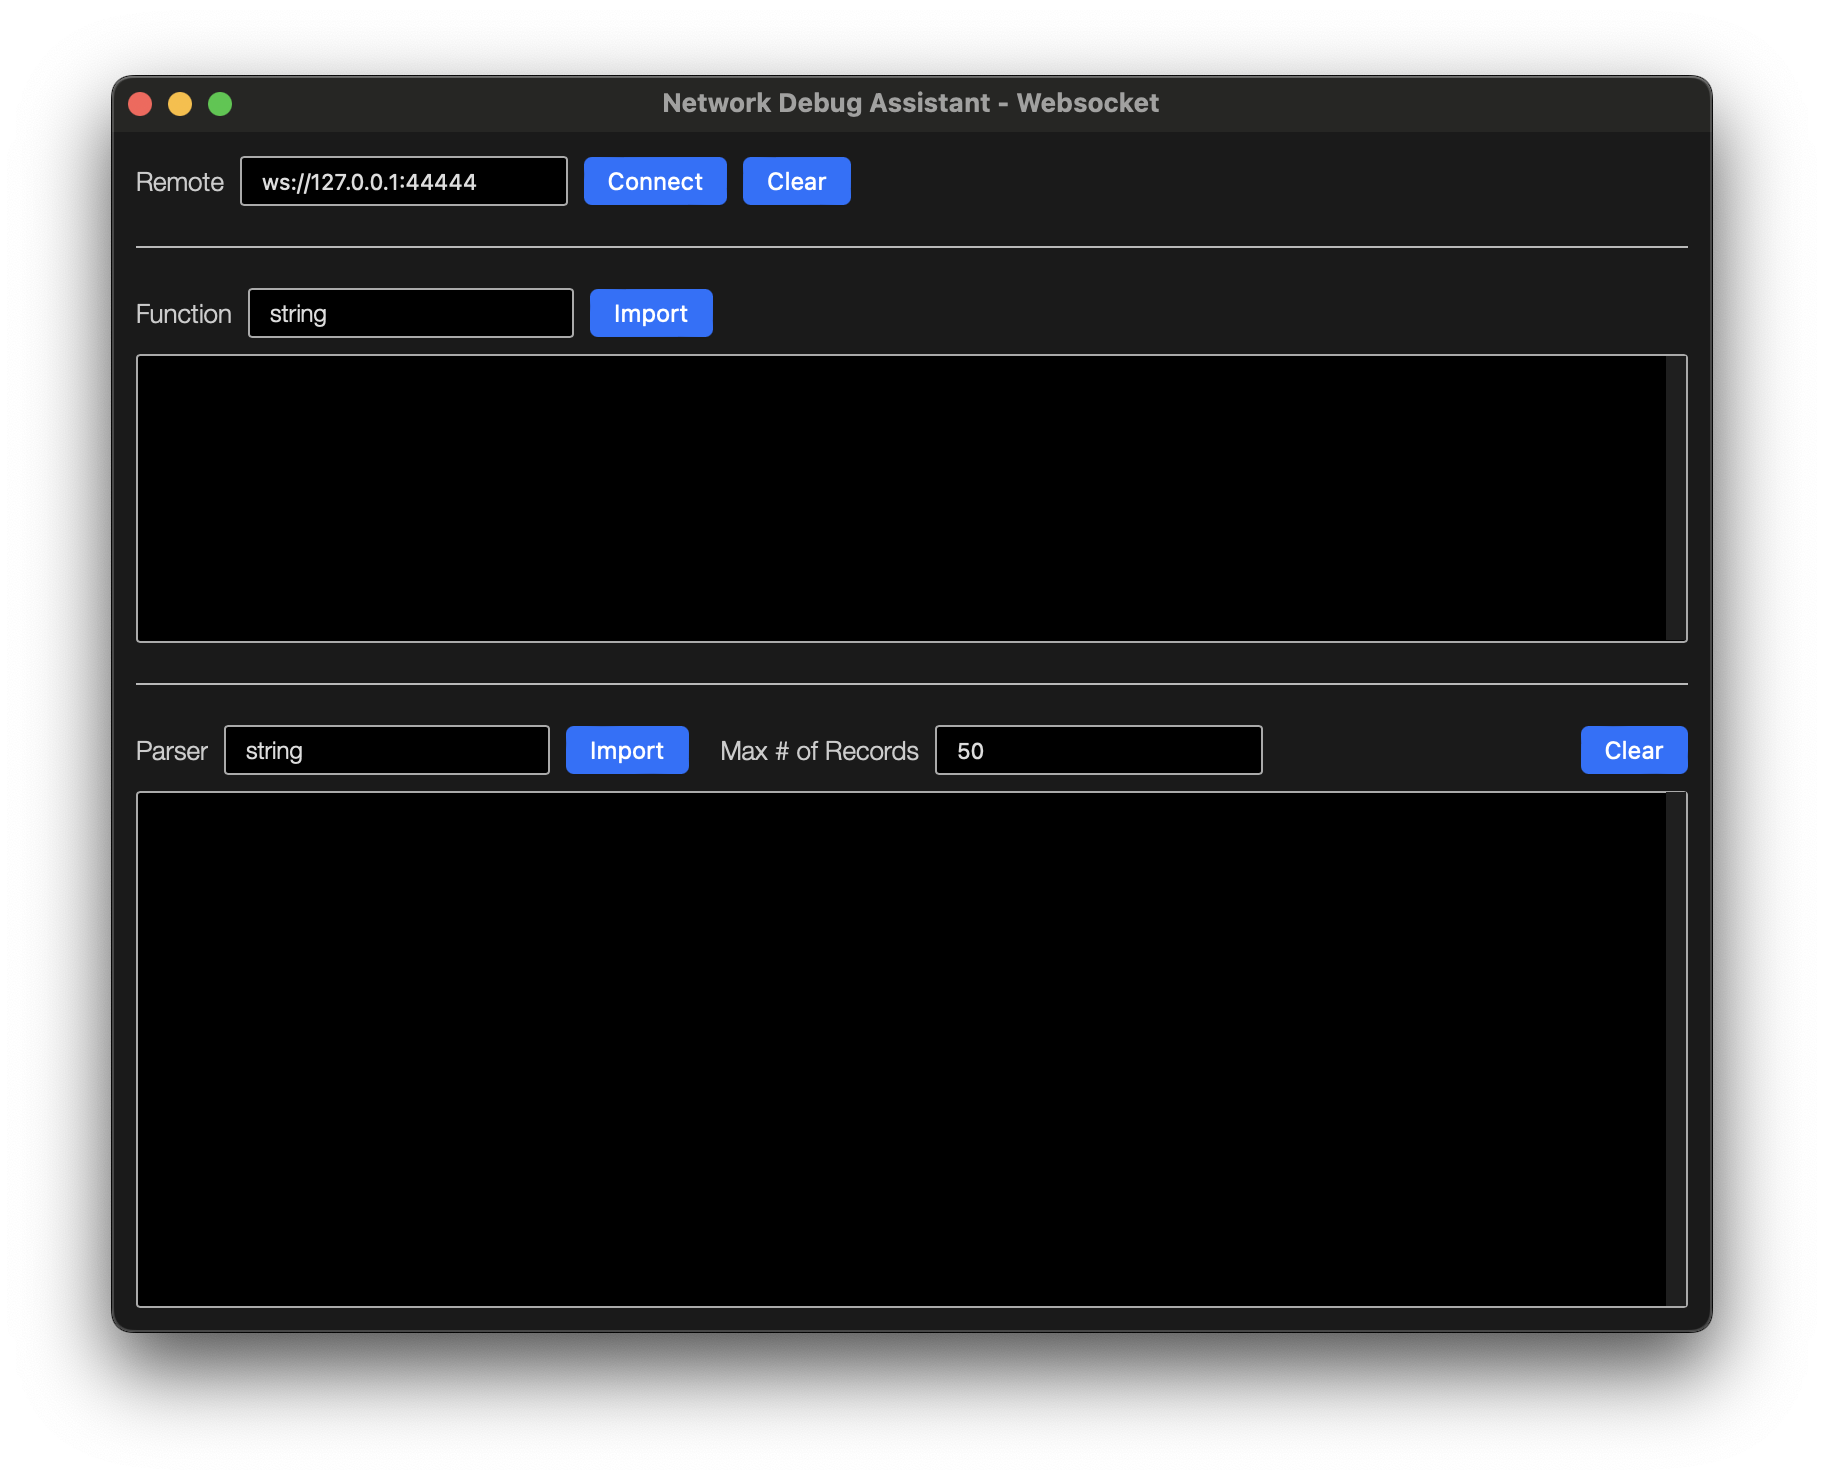 Network Debug Assistant - Websocket
Remote ws://127.0.0.1:44444 Connect Clear
Function string Import
Parser string Import Max # of Records 50 Clear